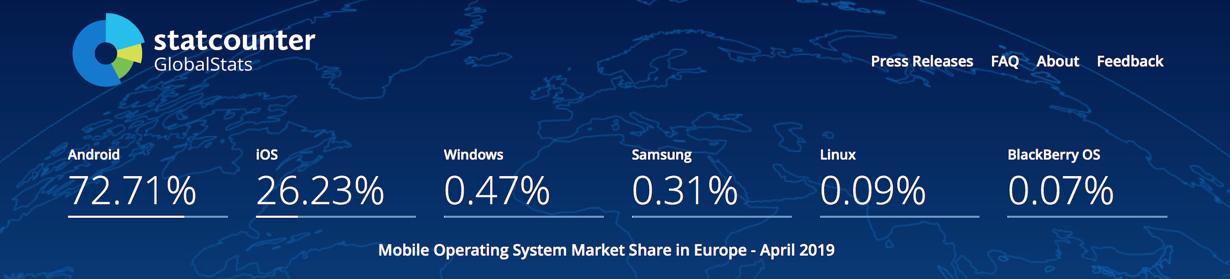 statcounter
GlobalStats
Press Releases FAQ About Feedback
Android iOS Windows Samsung Linux BlackBerry OS
72.71% 26.23% 0.47% 0.31% 0.09% 0.07%
Mobile Operating System Market Share in Europe - April 2019